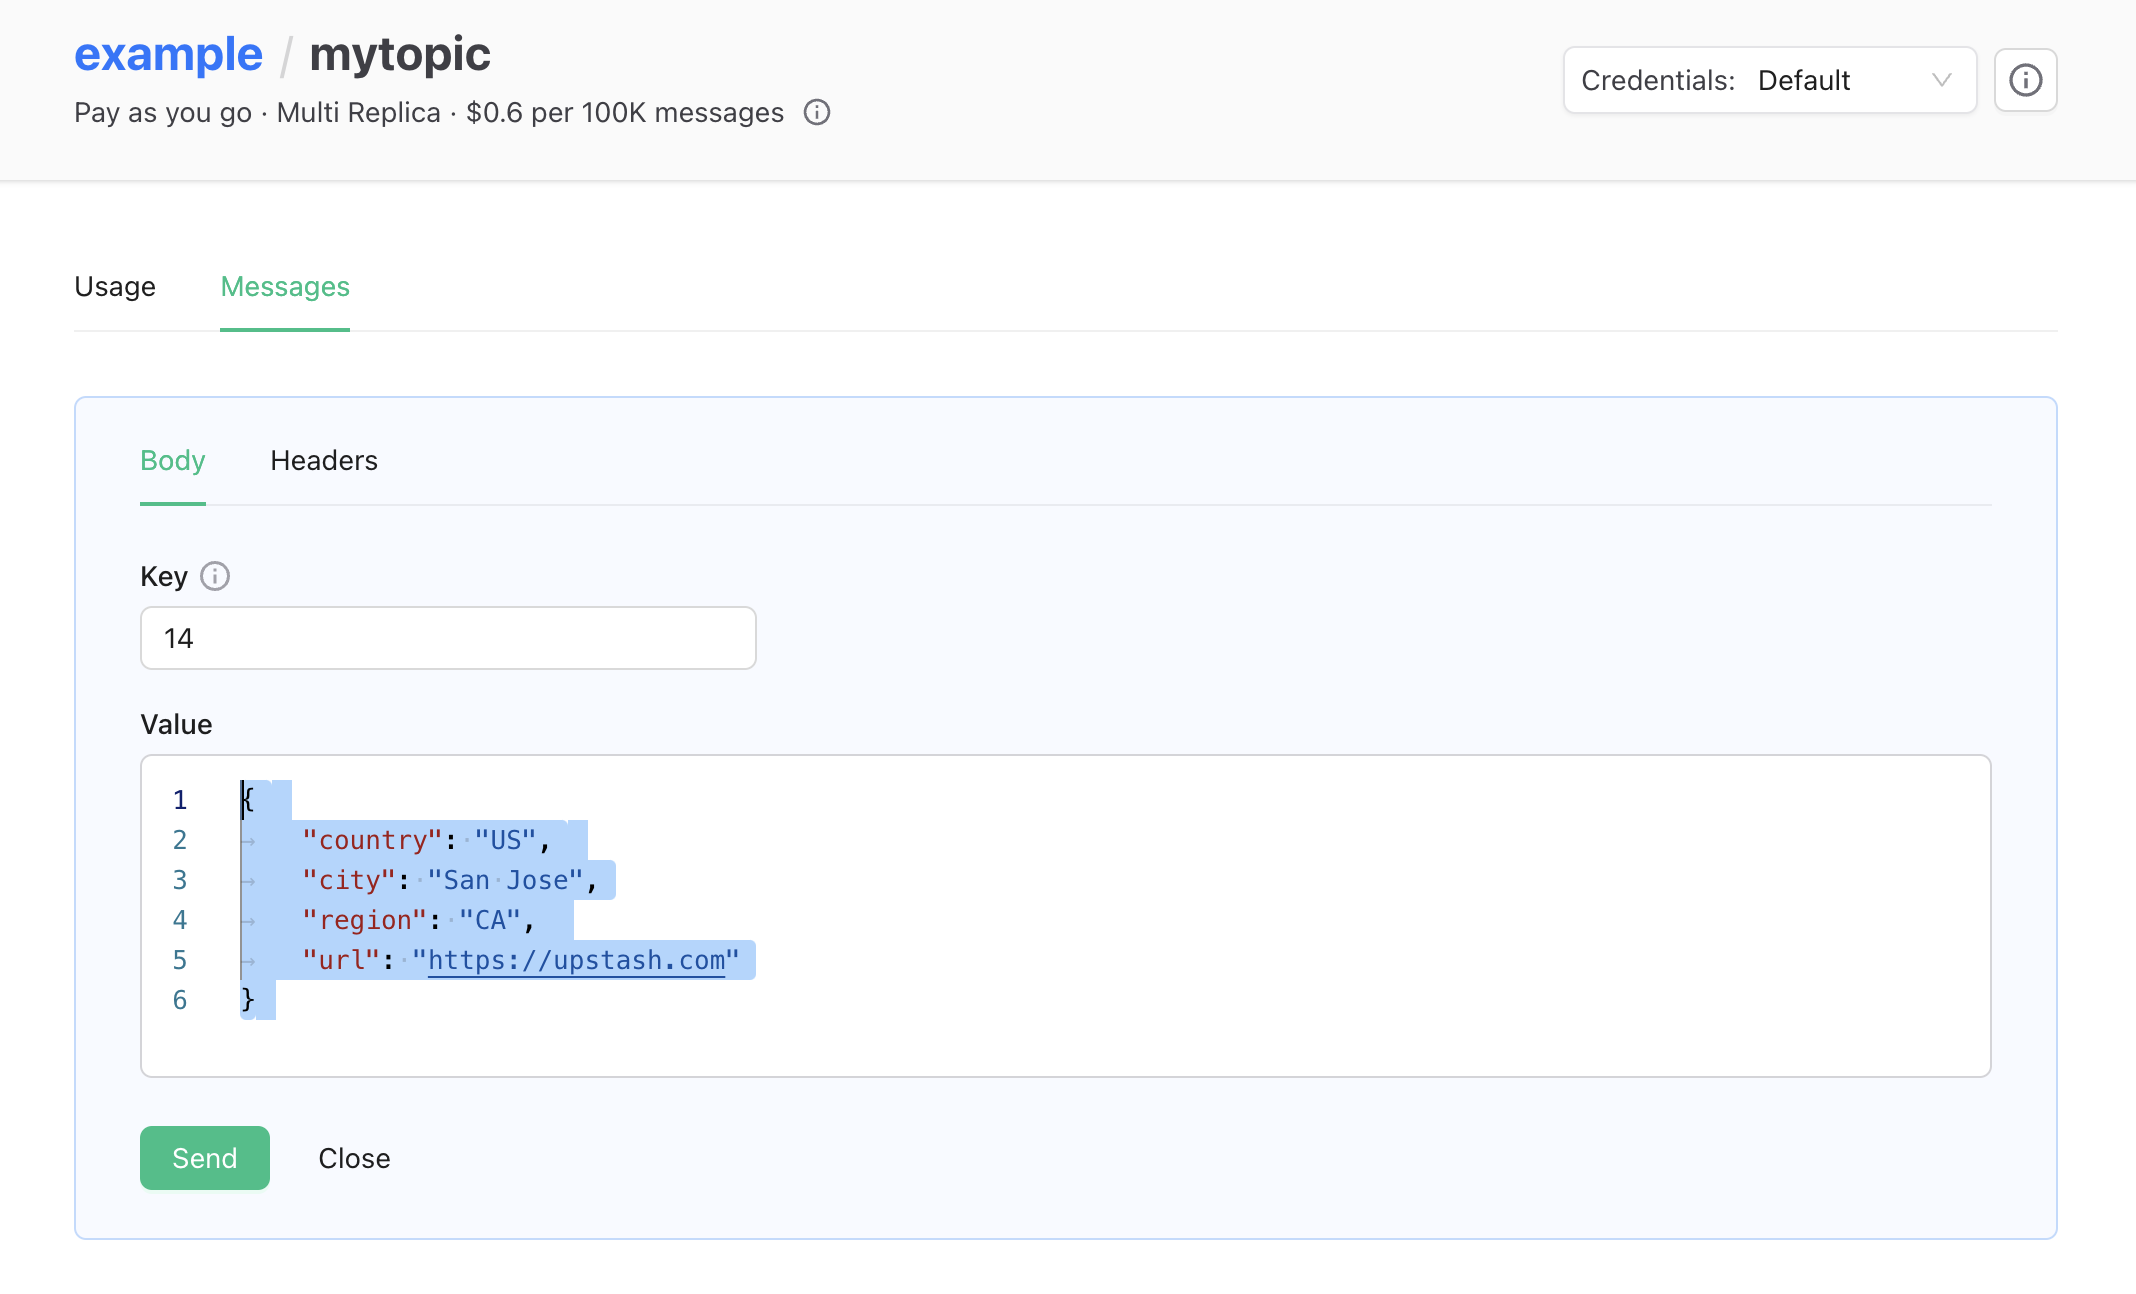 example / mytopic
Pay as you go · Multi Replica · $0.6 per 100K messages
Credentials: Default
Usage Messages
Body Headers
Key
14
Value
1 {
2 "country": "US",
3 "city": "San Jose",
4 "region": "CA",
5 "url": "https://upstash.com"
6 }
Send Close